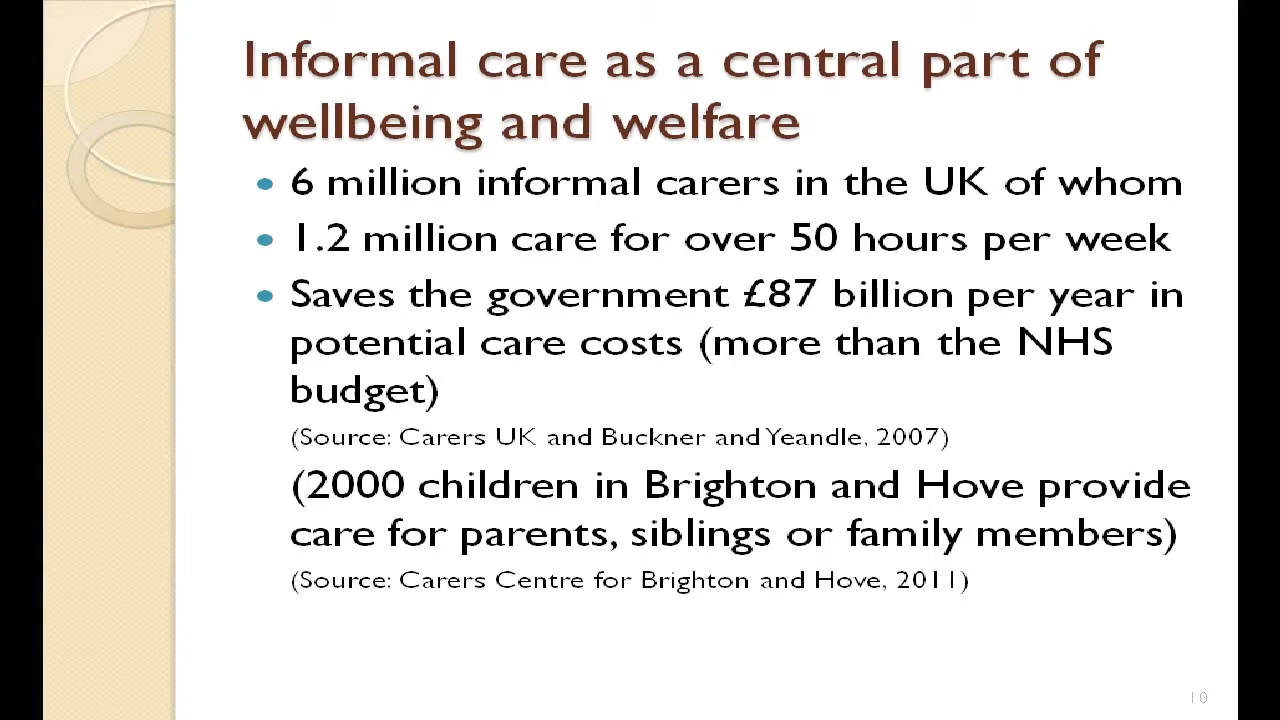 Informal care as a central part of
wellbeing and welfare
• 6 million informal carers in the UK of whom
• 1.2 million care for over 50 hours per week
• Saves the government £87 billion per year in
potential care costs (more than the NHS
budget)
(Source: Carers UK and Buckner and Yeandle, 2007)
(2000 children in Brighton and Hove provide
care for parents, siblings or family members)
(Source: Carers Centre for Brighton and Hove, 2011)
10